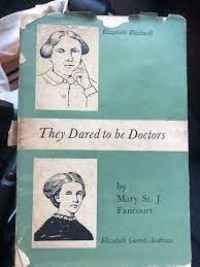 Elizabeth Blackwell
They Dared to be Doctors
by
Mary St. J.
Fancourt
Elizabeth Garrett Anderson